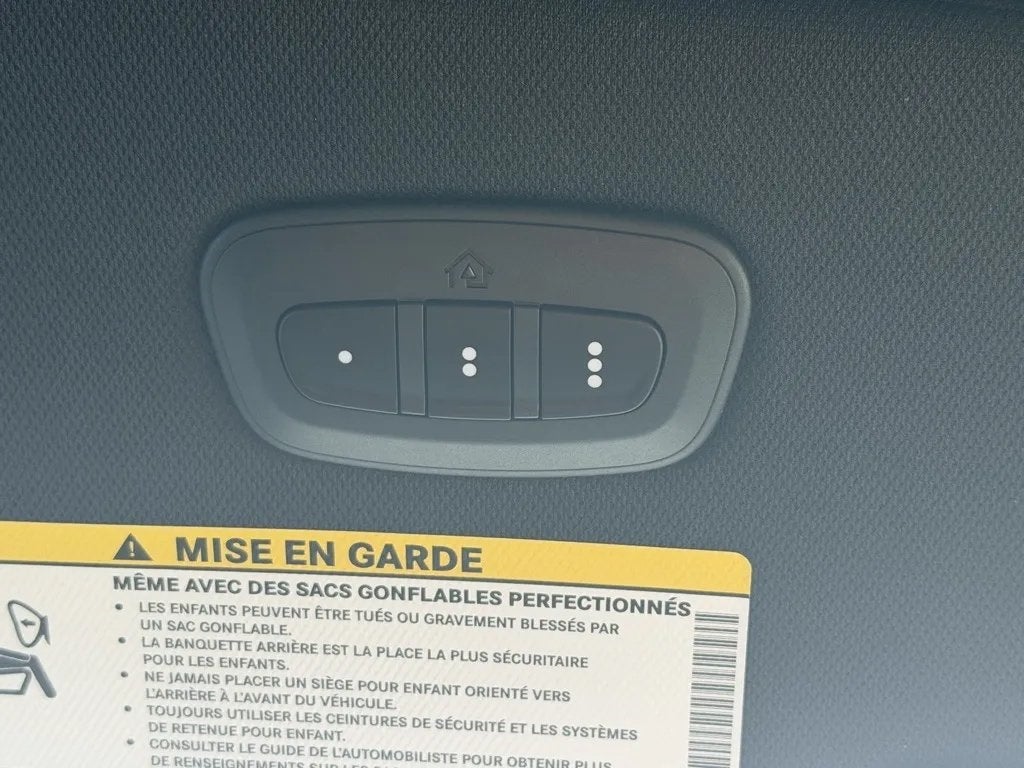 MISE EN GARDE
MÊME AVEC DES SACS GONFLABLES PERFECTIONNÉS
• LES ENFANTS PEUVENT ÊTRE TUÉS OU GRAVEMENT BLESSÉS PAR
UN SAC GONFLABLE.
• LA BANQUETTE ARRIÈRE EST LA PLACE LA PLUS SÉCURITAIRE
POUR LES ENFANTS.
• NE JAMAIS PLACER UN SIÈGE POUR ENFANT ORIENTÉ VERS
L'ARRIÈRE À L'AVANT DU VÉHICULE.
• TOUJOURS UTILISER LES CEINTURES DE SÉCURITÉ ET LES SYSTÈMES
DE RETENUE POUR ENFANT.
• CONSULTER LE GUIDE DE L'AUTOMOBILISTE POUR OBTENIR PLUS
DE RENSEIGNEMENTS SUR LES